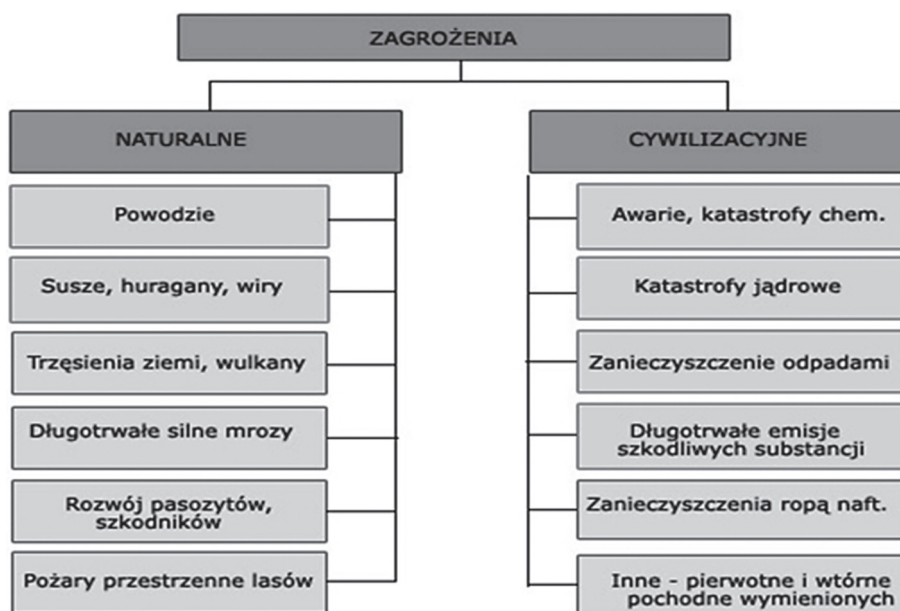 ZAGROŻENIA
NATURALNE
Powodzie
Susze, huragany, wiry
Trzęsienia ziemi, wulkany
Długotrwałe silne mrozy
Rozwój pasozytów,
szkodników
Pożary przestrzenne lasów
CYWILIZACYJNE
Awarie, katastrofy chem.
Katastrofy jądrowe
Zanieczyszczenie odpadami
Długotrwałe emisje
szkodliwych substancji
Zanieczyszczenia ropą naft.
Inne - pierwotne i wtórne
pochodne wymienionych